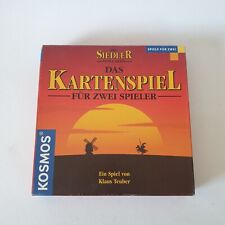 SIEDLER
SPIELE FÜR ZWEI
DAS
KARTENSPIEL
FÜR ZWEI SPIELER
Ein Spiel von
Klaus Teuber
KOSMOS